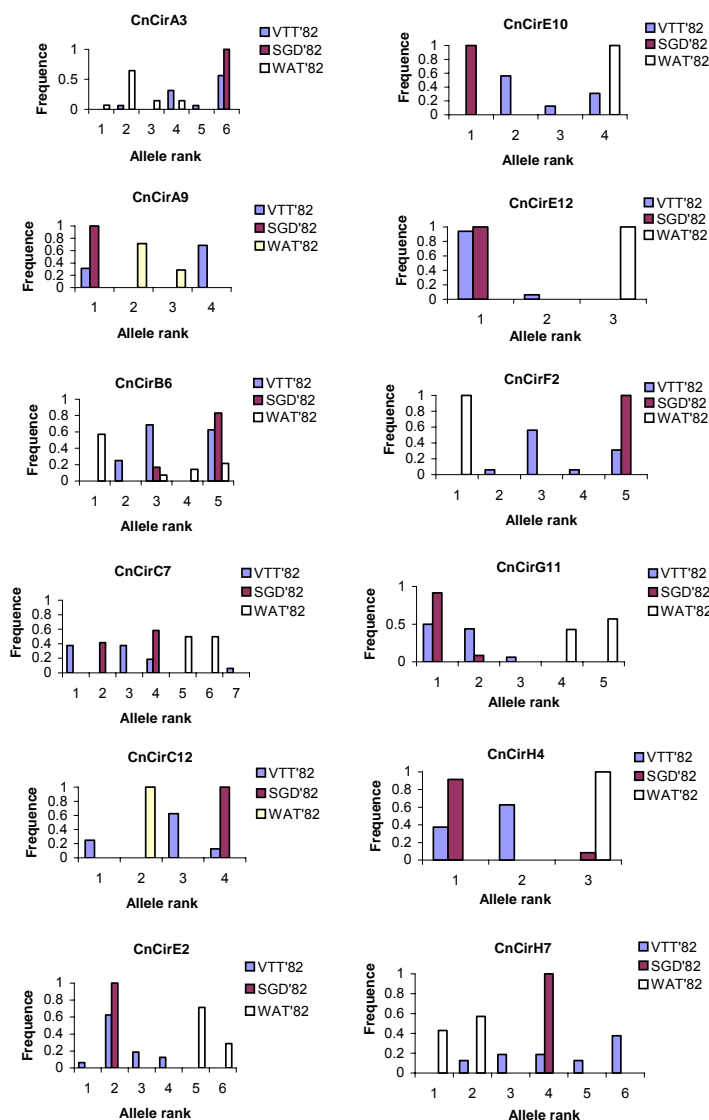 CnCirA3
VTT'82
SGD'82
WAT'82
Frequence
1
0.5
0
1 2 3 4 5 6
Allele rank
CnCirE10
VTT'82
SGD'82
WAT'82
Frequence
1
0.8
0.6
0.4
0.2
0
1 2 3 4
Allele rank
CnCirA9
VTT'82
SGD'82
WAT'82
Frequence
1
0.8
0.6
0.4
0.2
0
1 2 3 4
Allele rank
CnCirE12
VTT'82
SGD'82
WAT'82
Frequence
1
0.8
0.6
0.4
0.2
0
1 2 3
Allele rank
CnCirB6
VTT'82
SGD'82
WAT'82
Frequence
1
0.8
0.6
0.4
0.2
0
1 2 3 4 5
Allele rank
CnCirF2
VTT'82
SGD'82
WAT'82
Frequence
1
0.8
0.6
0.4
0.2
0
1 2 3 4 5
Allele rank
CnCirC7
VTT'82
SGD'82
WAT'82
Frequence
1
0.8
0.6
0.4
0.2
0
1 2 3 4 5 6 7
Allele rank
CnCirG11
VTT'82
SGD'82
WAT'82
Frequence
1
0.5
0
1 2 3 4 5
Allele rank
CnCirC12
VTT'82
SGD'82
WAT'82
Frequence
1
0.8
0.6
0.4
0.2
0
1 2 3 4
Allele rank
CnCirH4
VTT'82
SGD'82
WAT'82
Frequence
1
0.8
0.6
0.4
0.2
0
1 2 3
Allele rank
CnCirE2
VTT'82
SGD'82
WAT'82
Frequence
1
0.8
0.6
0.4
0.2
0
1 2 3 4 5 6
Allele rank
CnCirH7
VTT'82
SGD'82
WAT'82
Frequence
1
0.8
0.6
0.4
0.2
0
1 2 3 4 5 6
Allele rank